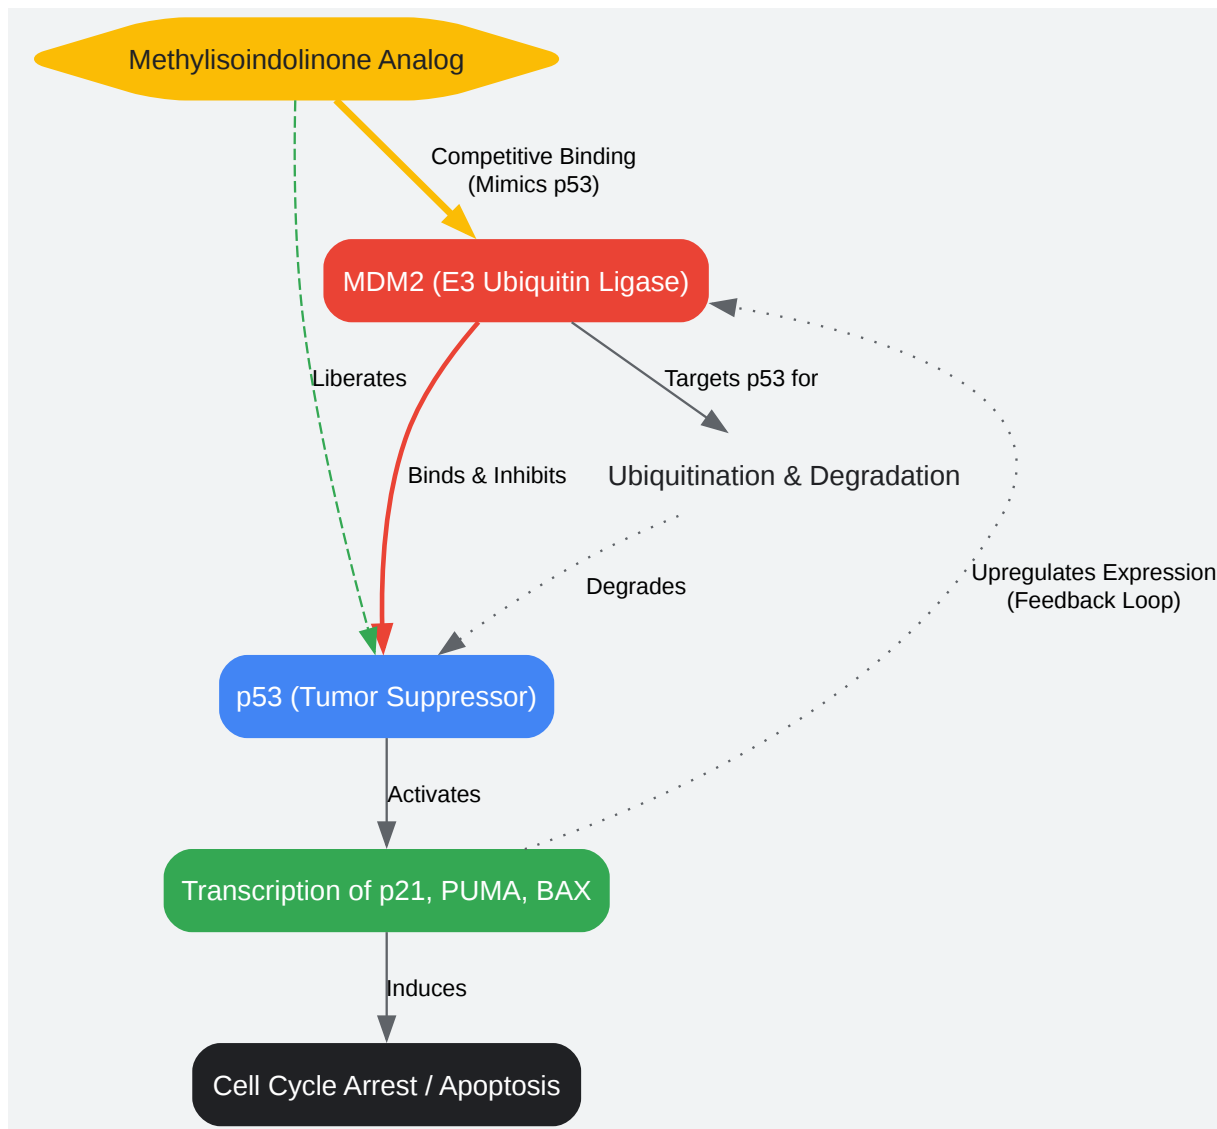 Methylisoindolinone Analog
Competitive Binding
(Mimics p53)
MDM2 (E3 Ubiquitin Ligase)
Liberates
Targets p53 for
Binds & Inhibits
Ubiquitination & Degradation
Degrades
Upregulates Expression
(Feedback Loop)
p53 (Tumor Suppressor)
Activates
Transcription of p21, PUMA, BAX
Induces
Cell Cycle Arrest / Apoptosis